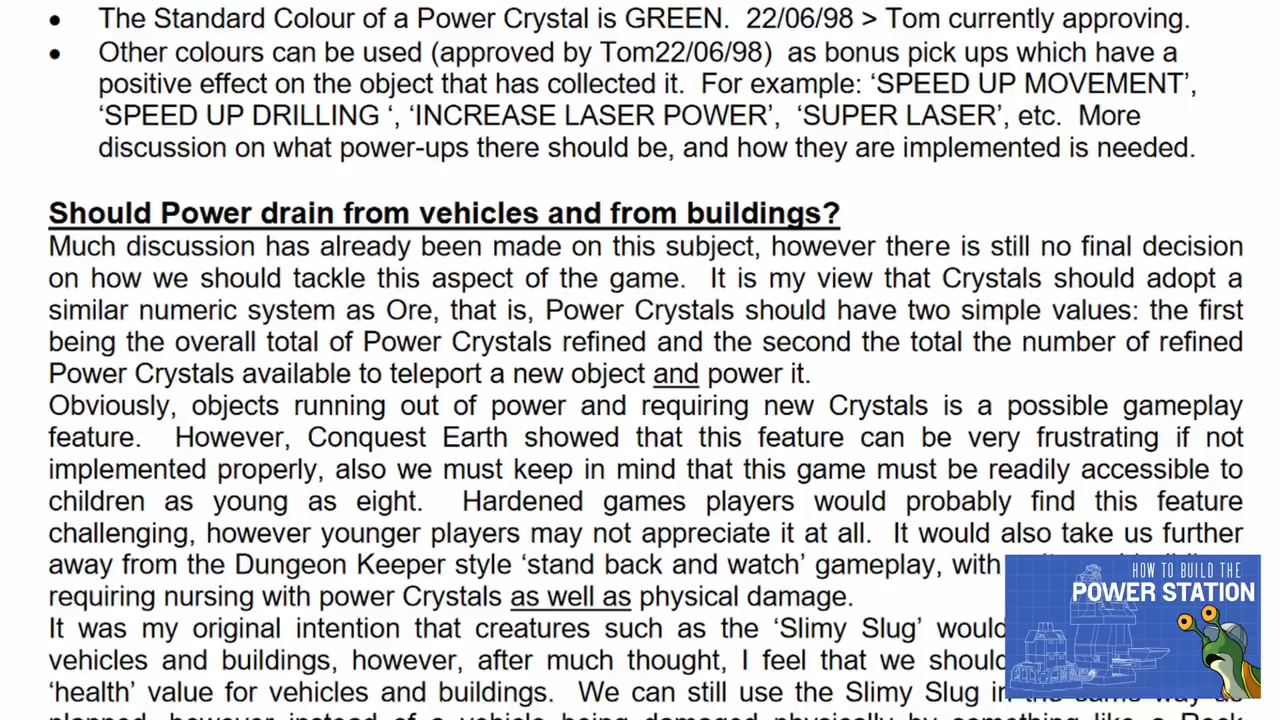 • The Standard Colour of a Power Crystal is GREEN. 22/06/98 > Tom currently approving.
• Other colours can be used (approved by Tom22/06/98) as bonus pick ups which have a
positive effect on the object that has collected it. For example: ‘SPEED UP MOVEMENT’,
‘SPEED UP DRILLING ‘, ‘INCREASE LASER POWER’, ‘SUPER LASER’, etc. More
discussion on what power-ups there should be, and how they are implemented is needed.
Should Power drain from vehicles and from buildings?
Much discussion has already been made on this subject, however there is still no final decision
on how we should tackle this aspect of the game. It is my view that Crystals should adopt a
similar numeric system as Ore, that is, Power Crystals should have two simple values: the first
being the overall total of Power Crystals refined and the second the total the number of refined
Power Crystals available to teleport a new object and power it.
Obviously, objects running out of power and requiring new Crystals is a possible gameplay
feature. However, Conquest Earth showed that this feature can be very frustrating if not
implemented properly, also we must keep in mind that this game must be readily accessible to
children as young as eight. Hardened games players would probably find this feature
challenging, however younger players may not appreciate it at all. It would also take us further
away from the Dungeon Keeper style ‘stand back and watch’ gameplay, with
requiring nursing with power Crystals as well as physical damage.
It was my original intention that creatures such as the ‘Slimy Slug’ would
vehicles and buildings, however, after much thought, I feel that we should
‘health’ value for vehicles and buildings. We can still use the Slimy Slug in
planned, however instead of a vehicle being damaged physically by something like a Rock
HOW TO BUILD THE
POWER STATION